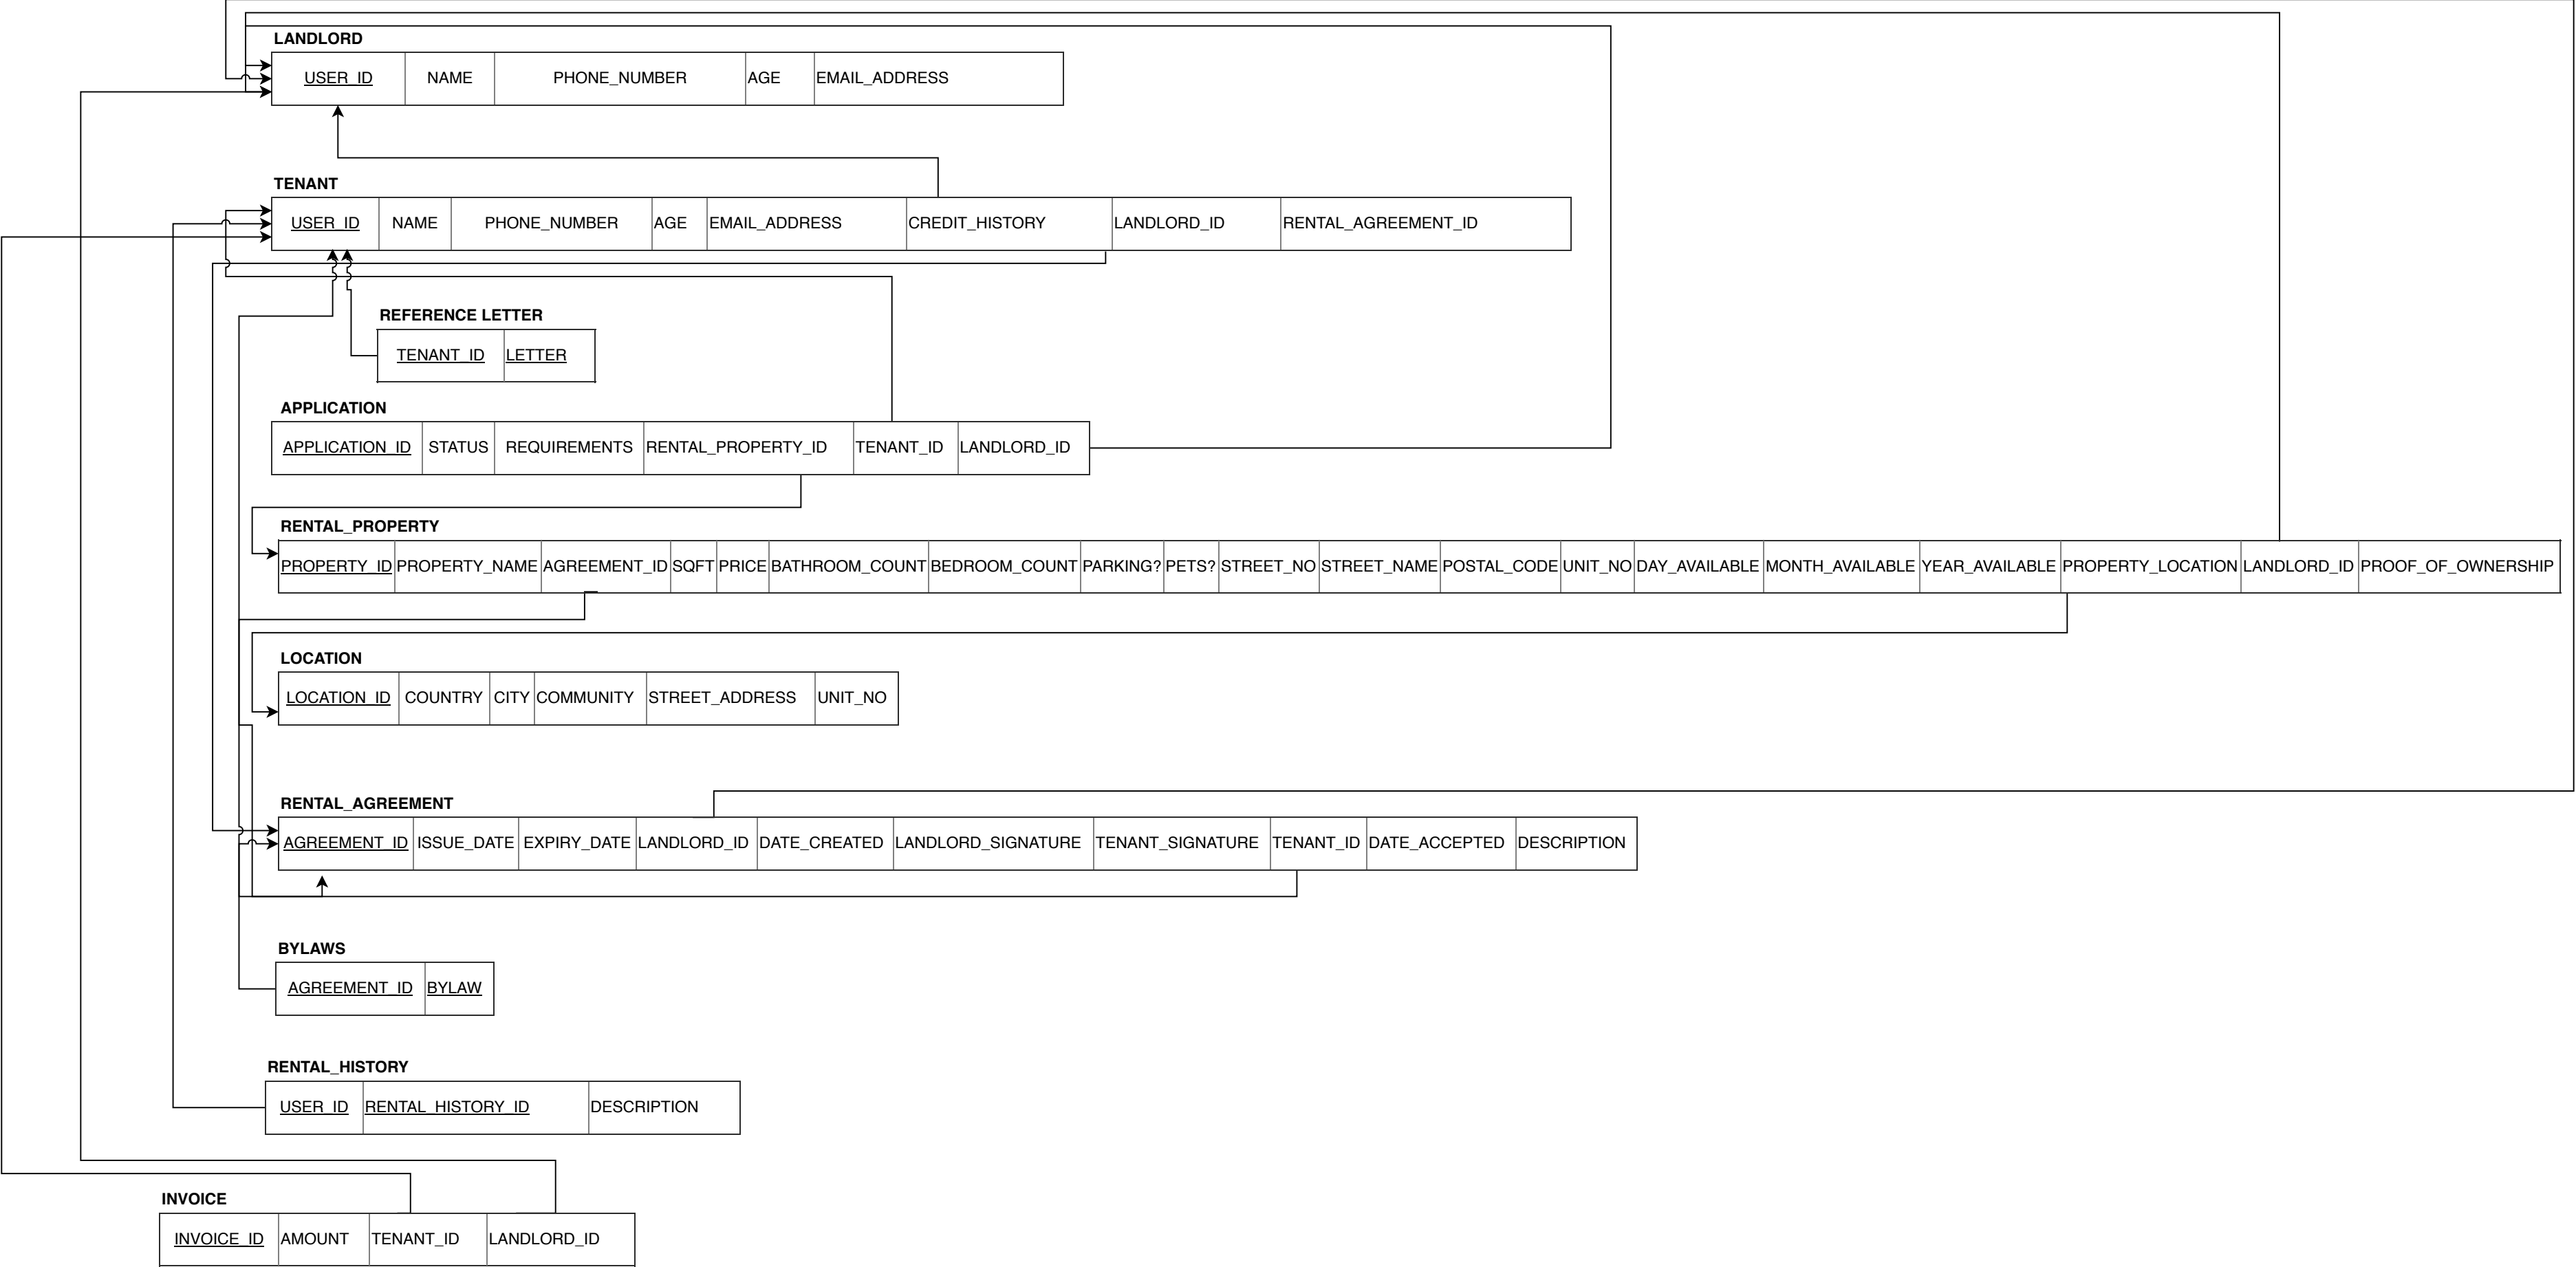 LANDLORD
USER_ID NAME PHONE_NUMBER AGE EMAIL_ADDRESS
TENANT
USER_ID NAME PHONE_NUMBER AGE EMAIL_ADDRESS CREDIT_HISTORY LANDLORD_ID RENTAL_AGREEMENT_ID
REFERENCE LETTER
TENANT_ID LETTER
APPLICATION
APPLICATION_ID STATUS REQUIREMENTS RENTAL_PROPERTY_ID TENANT_ID LANDLORD_ID
RENTAL_PROPERTY
PROPERTY_ID PROPERTY_NAME AGREEMENT_ID SQFT PRICE BATHROOM_COUNT BEDROOM_COUNT PARKING? PETS? STREET_NO STREET_NAME POSTAL_CODE UNIT_NO DAY_AVAILABLE MONTH_AVAILABLE YEAR_AVAILABLE PROPERTY_LOCATION LANDLORD_ID PROOF_OF_OWNERSHIP
LOCATION
LOCATION_ID COUNTRY CITY COMMUNITY STREET_ADDRESS UNIT_NO
RENTAL_AGREEMENT
AGREEMENT_ID ISSUE_DATE EXPIRY_DATE LANDLORD_ID DATE_CREATED LANDLORD_SIGNATURE TENANT_SIGNATURE TENANT_ID DATE_ACCEPTED DESCRIPTION
BYLAWS
AGREEMENT_ID BYLAW
RENTAL_HISTORY
USER_ID RENTAL_HISTORY_ID DESCRIPTION
INVOICE
INVOICE_ID AMOUNT TENANT_ID LANDLORD_ID